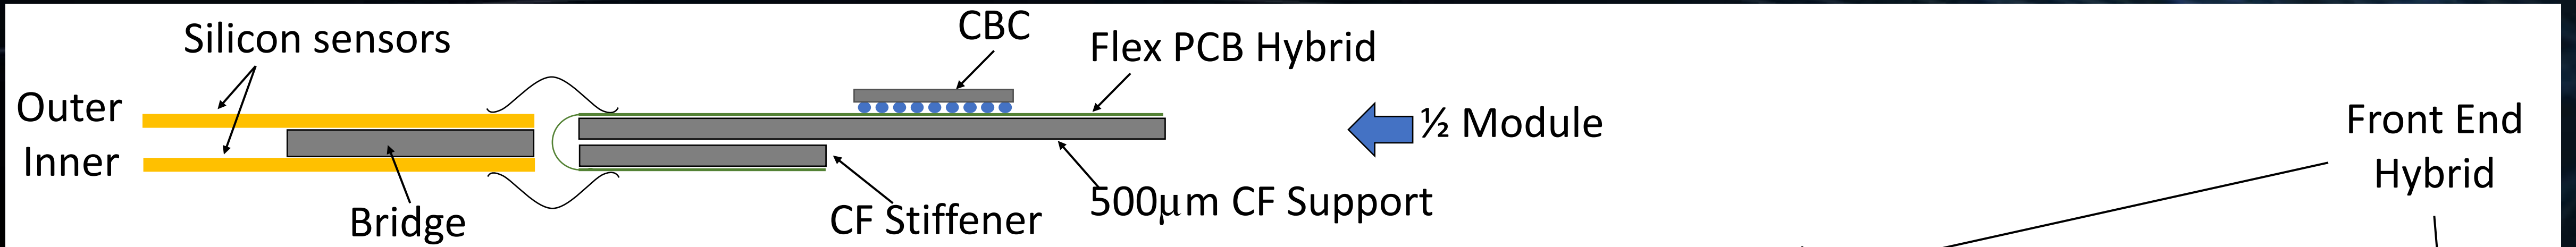 Silicon sensors
CBC
Flex PCB Hybrid
Outer
Inner
½ Module
Front End
Hybrid
Bridge
CF Stiffener
500μm CF Support